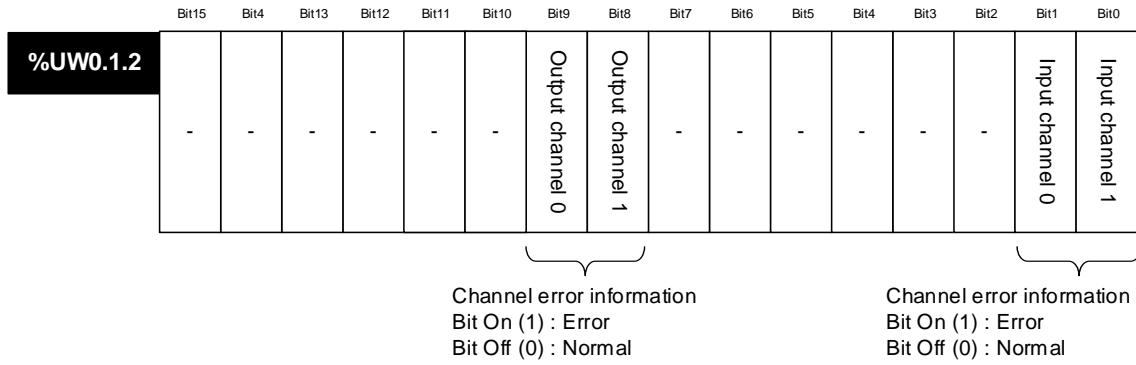 Bit15 Bit4 Bit13 Bit12 Bit11 Bit10 Bit9 Bit8 Bit7 Bit6 Bit5 Bit4 Bit3 Bit2 Bit1 Bit0
%UW0.1.2
- - - - - - Output channel 0 Output channel 1 - - - - - - Input channel 0 Input channel 1
Channel error information
Bit On (1) : Error
Bit Off (0) : Normal
Channel error information
Bit On (1) : Error
Bit Off (0) : Normal